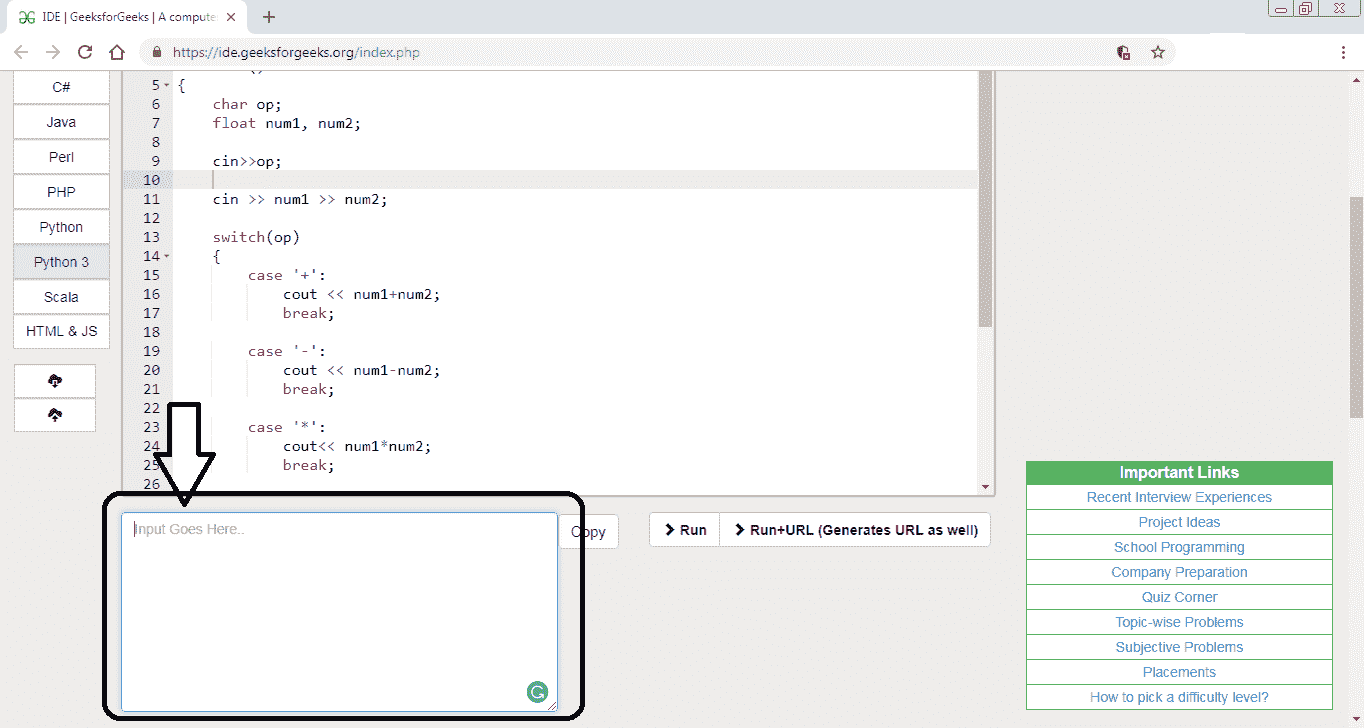 IDE | GeeksforGeeks | A compute
https://ide.geeksforgeeks.org/index.php
C#
Java
Perl
PHP
Python
Python 3
Scala
HTML & JS
5 {
6 char op;
7 float num1, num2;
8
9 cin>>op;
10
11 cin >> num1 >> num2;
12
13 switch(op)
14 {
15 case '+':
16 cout << num1+num2;
17 break;
18
19 case '-':
20 cout << num1-num2;
21 break;
22
23 case '*':
24 cout<< num1*num2;
25 break;
26
Input Goes Here..
Copy
Run
Run+URL (Generates URL as well)
Important Links
Recent Interview Experiences
Project Ideas
School Programming
Company Preparation
Quiz Corner
Topic-wise Problems
Subjective Problems
Placements
How to pick a difficulty level?